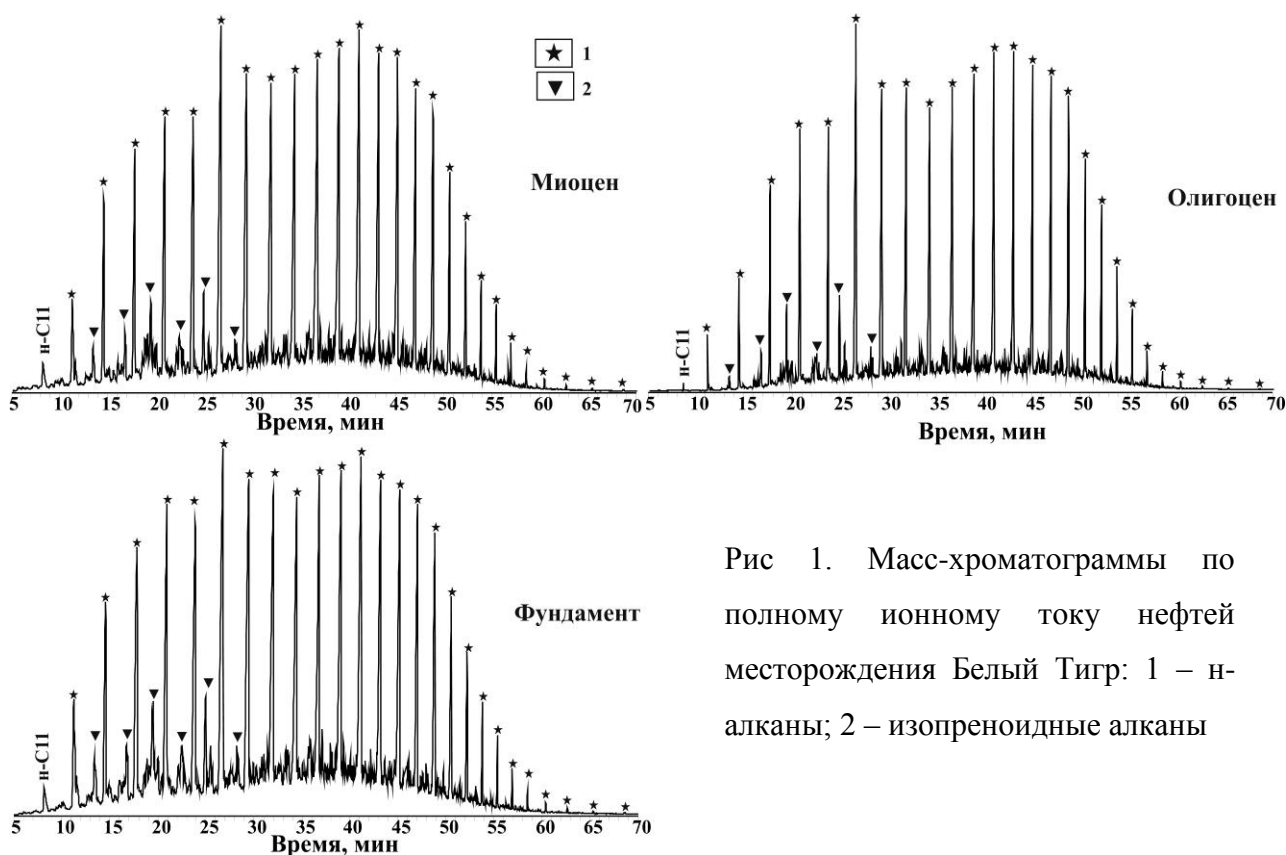 1
2
Миоцен
н-С11
5 10 15 20 25 30 35 40 45 50 55 60 65 70
Время, мин
Олигоцен
н-С11
5 10 15 20 25 30 35 40 45 50 55 60 65 70
Время, мин
Фундамент
н-С11
5 10 15 20 25 30 35 40 45 50 55 60 65 70
Время, мин
Рис 1. Масс-хроматограммы по
полному ионному току нефтей
месторождения Белый Тигр: 1 – н-
алканы; 2 – изопреноидные алканы